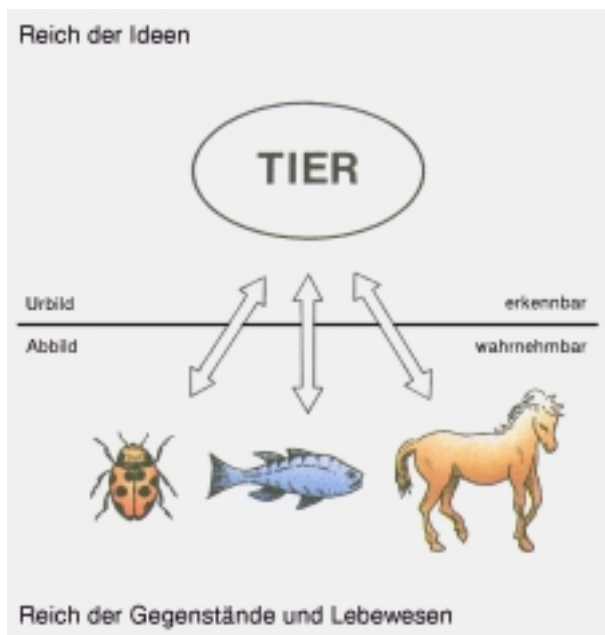 Reich der Ideen
TIER
Urbild erkennbar
Abbild wahrnehmbar
Reich der Gegenstände und Lebewesen